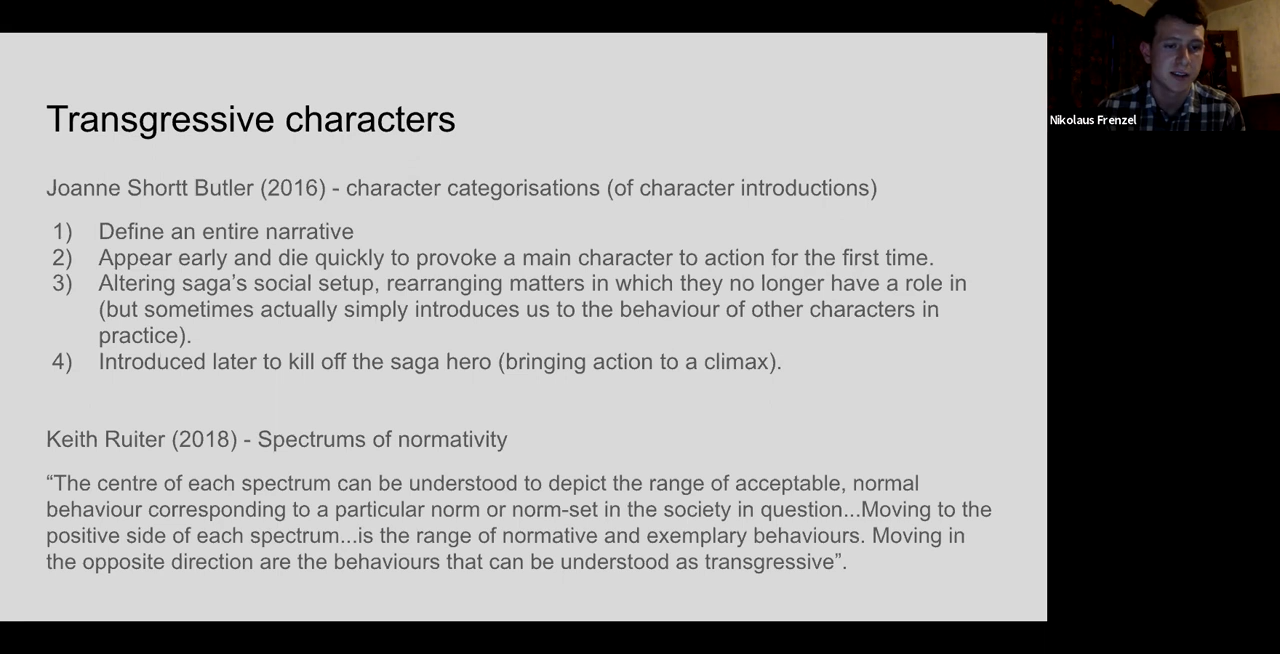 Transgressive characters
Joanne Shortt Butler (2016) - character categorisations (of character introductions)
1) Define an entire narrative
2) Appear early and die quickly to provoke a main character to action for the first time.
3) Altering saga’s social setup, rearranging matters in which they no longer have a role in
(but sometimes actually simply introduces us to the behaviour of other characters in
practice).
4) Introduced later to kill off the saga hero (bringing action to a climax).
Keith Ruiter (2018) - Spectrums of normativity
“The centre of each spectrum can be understood to depict the range of acceptable, normal
behaviour corresponding to a particular norm or norm-set in the society in question...Moving to the
positive side of each spectrum...is the range of normative and exemplary behaviours. Moving in
the opposite direction are the behaviours that can be understood as transgressive”.
Nikolaus Frenzel